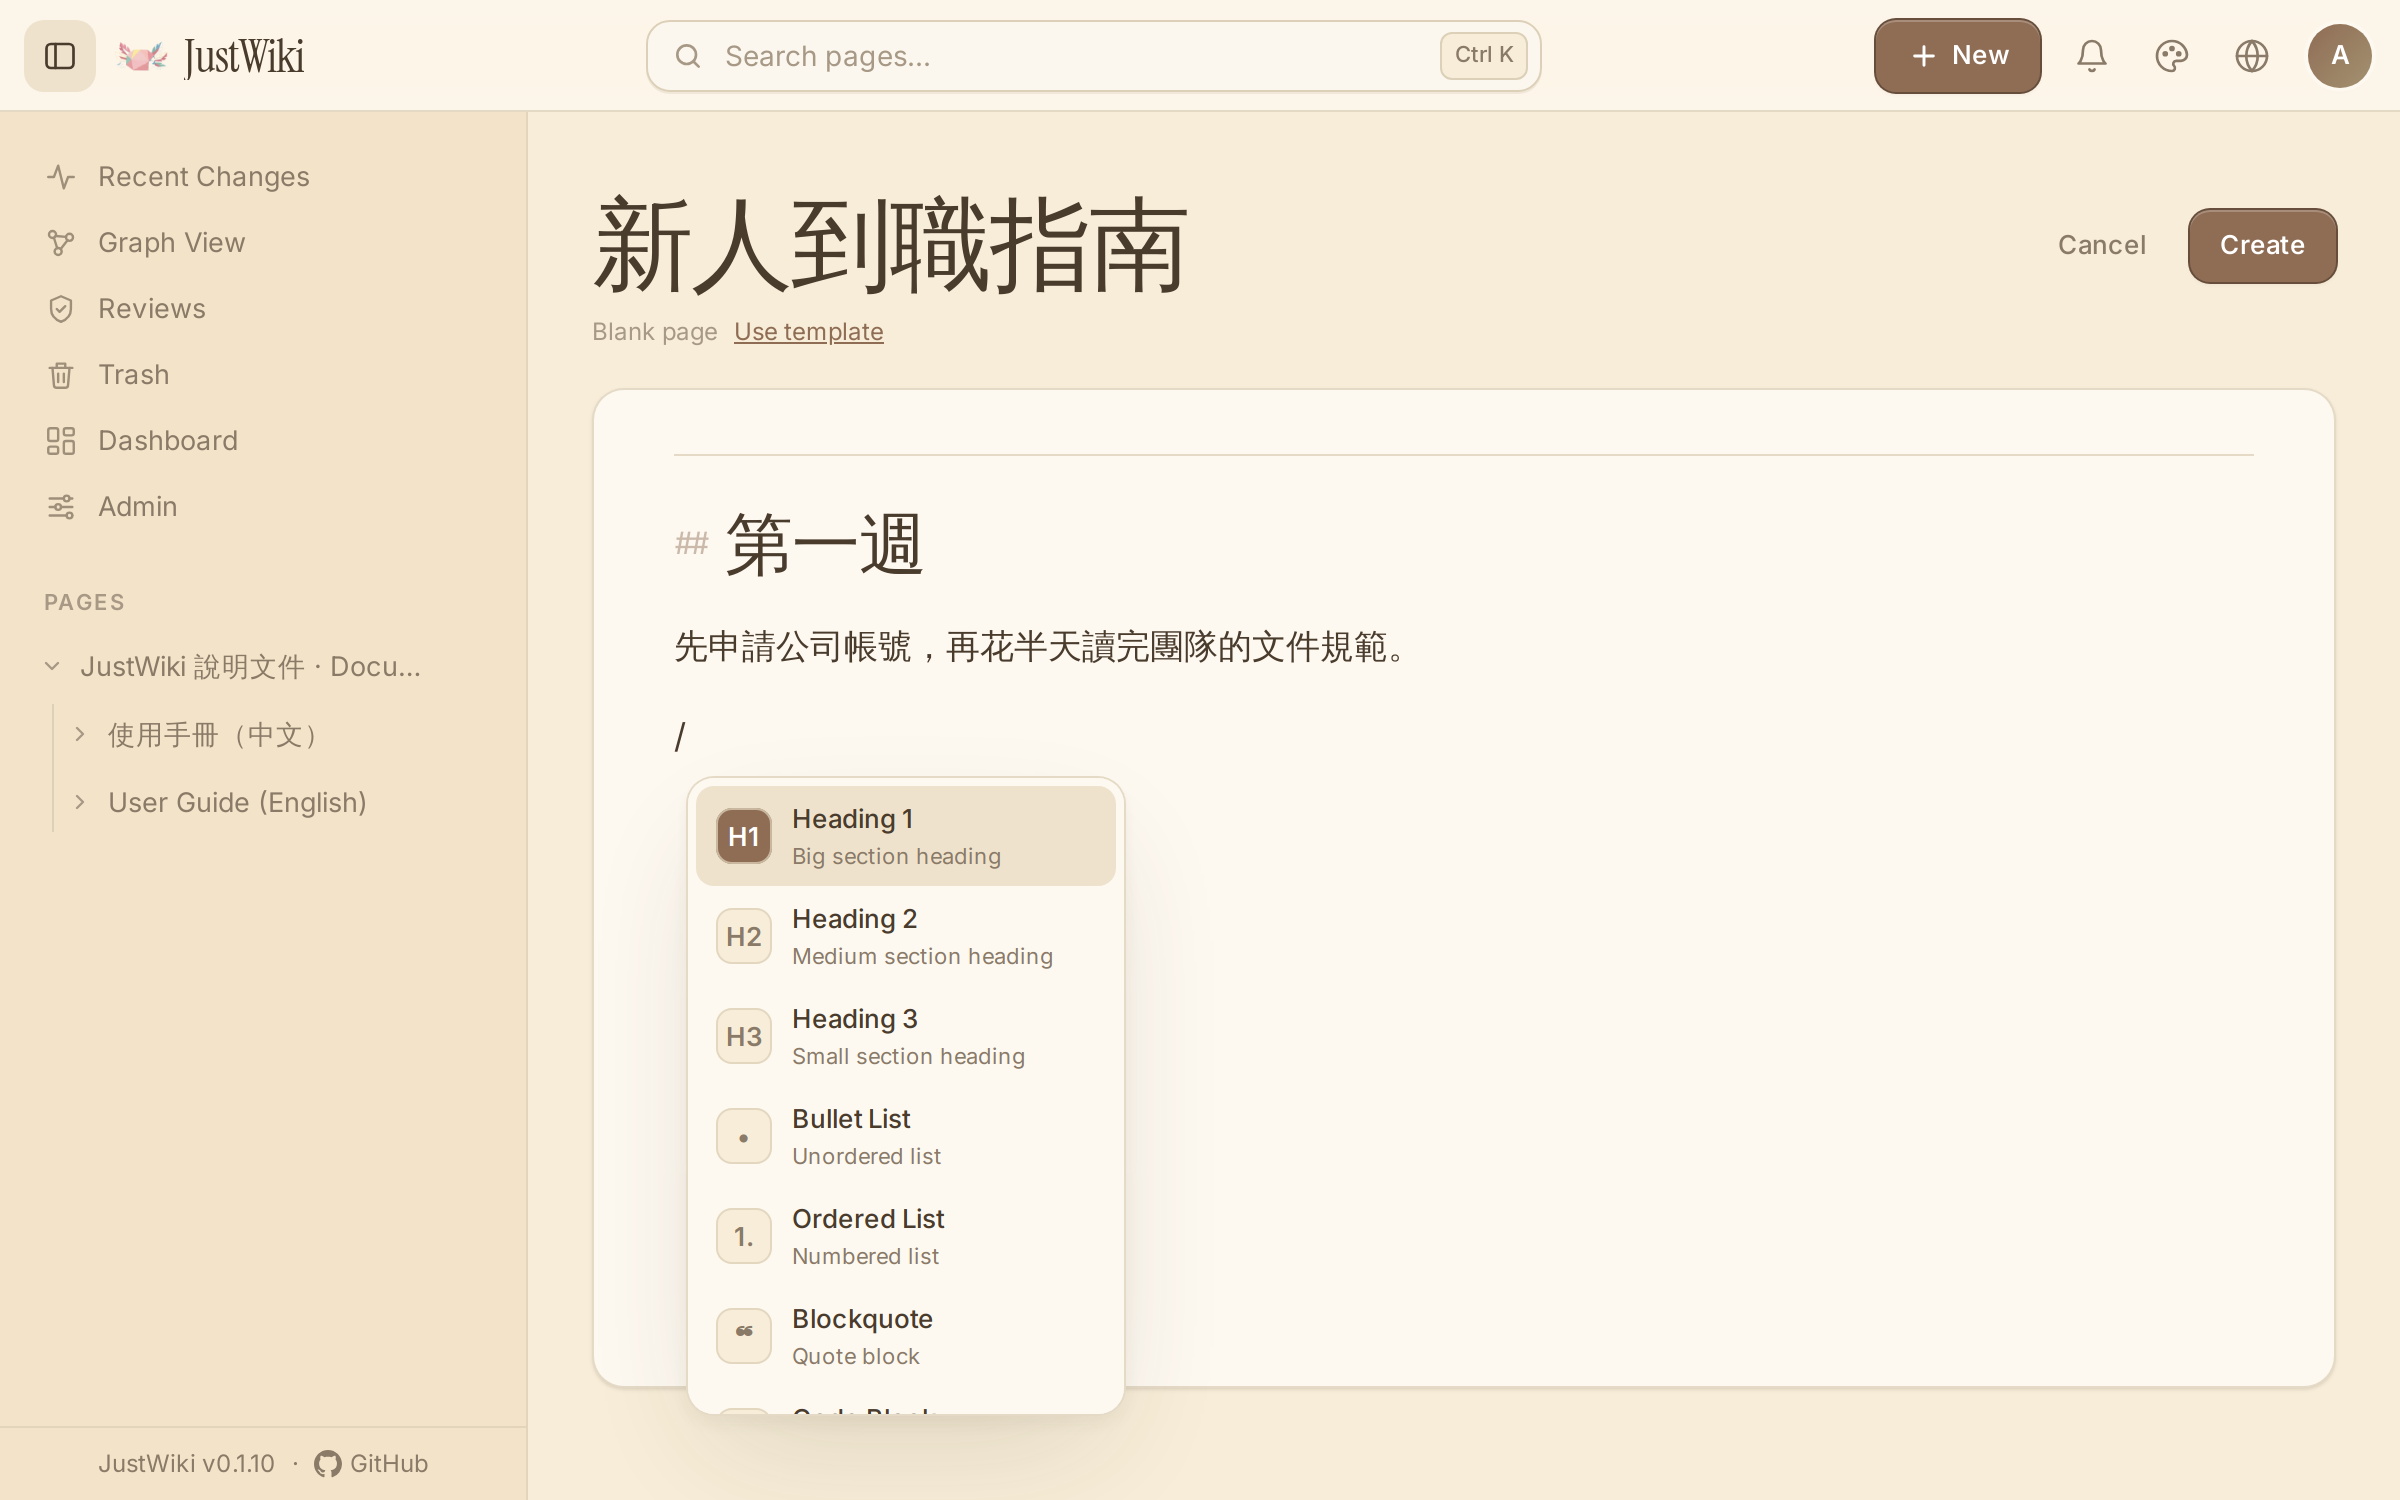 JustWiki
Search pages...
Ctrl K
New
A
Recent Changes
Graph View
Reviews
Trash
Dashboard
Admin
PAGES
JustWiki 說明文件 · Docu...
使用手冊（中文）
User Guide (English)
JustWiki v0.1.10 · GitHub
新人到職指南
Cancel
Create
Blank page Use template
## 第一週
先申請公司帳號，再花半天讀完團隊的文件規範。
/
H1 Heading 1
Big section heading
H2 Heading 2
Medium section heading
H3 Heading 3
Small section heading
• Bullet List
Unordered list
1. Ordered List
Numbered list
❝ Blockquote
Quote block
Code Block